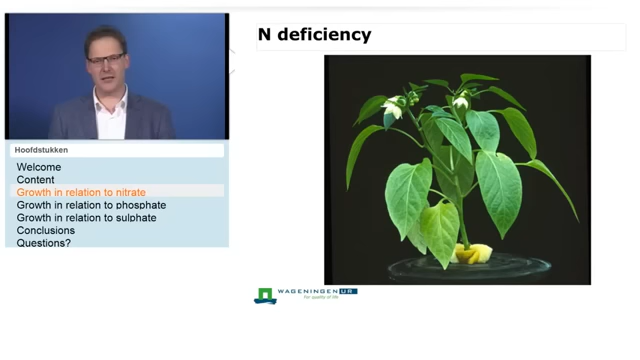 N deficiency
Hoofdstukken
Welcome
Content
Growth in relation to nitrate
Growth in relation to phosphate
Growth in relation to sulphate
Conclusions
Questions?
WAGENINGEN UR
For quality of life